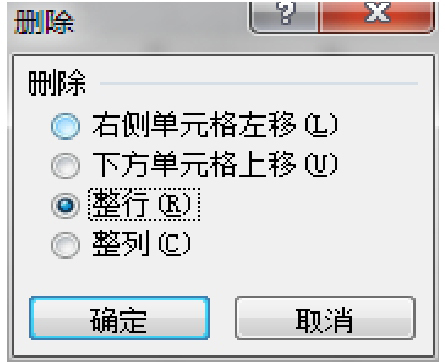 删除
删除
右侧单元格左移(L)
下方单元格上移(U)
整行(R)
整列(C)
确定
取消